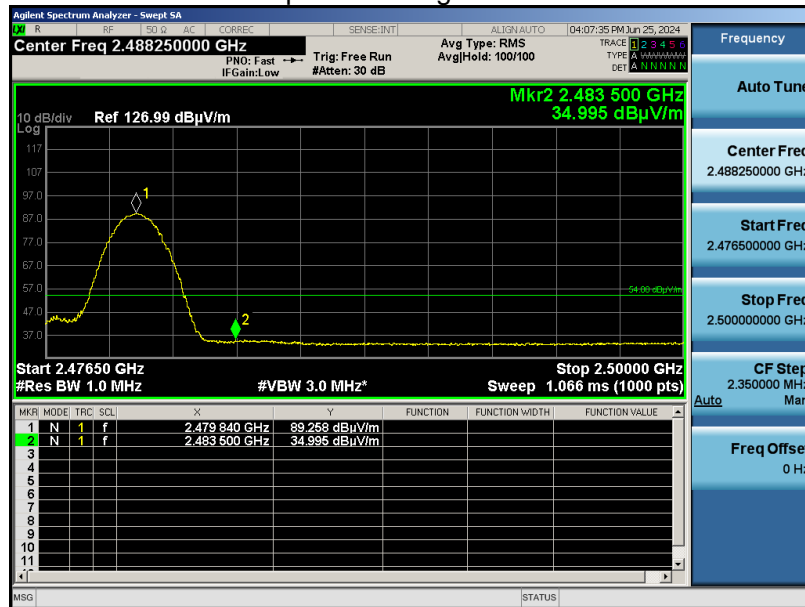 Agilent Spectrum Analyzer - Swept SA
LXI R RF 50 Ω AC CORREC SENSE:INT ALIGN AUTO 04:07:35 PM Jun 25, 2024
Center Freq 2.488250000 GHz
PNO: Fast
IFGain:Low
Trig: Free Run
#Atten: 30 dB
Avg Type: RMS
Avg|Hold: 100/100
TRACE 1 2 3 4 5 6
TYPE A WWWWW
DET A N N N N N
Mkr2 2.483 500 GHz
34.995 dBµV/m
10 dB/div Ref 126.99 dBµV/m
Log
117
107
97.0
87.0
77.0
67.0
57.0
47.0
37.0
1
2
54.00 dBµV/m
Start 2.47650 GHz Stop 2.50000 GHz
#Res BW 1.0 MHz #VBW 3.0 MHz* Sweep 1.066 ms (1000 pts)
MKR MODE TRC SCL X Y FUNCTION FUNCTION WIDTH FUNCTION VALUE
1 N 1 f 2.479 840 GHz 89.258 dBµV/m
2 N 1 f 2.483 500 GHz 34.995 dBµV/m
3
4
5
6
7
8
9
10
11
MSG STATUS
Frequency
Auto Tune
Center Freq
2.488250000 GHz
Start Freq
2.476500000 GHz
Stop Freq
2.500000000 GHz
CF Step
2.350000 MHz
Auto Man
Freq Offset
0 Hz